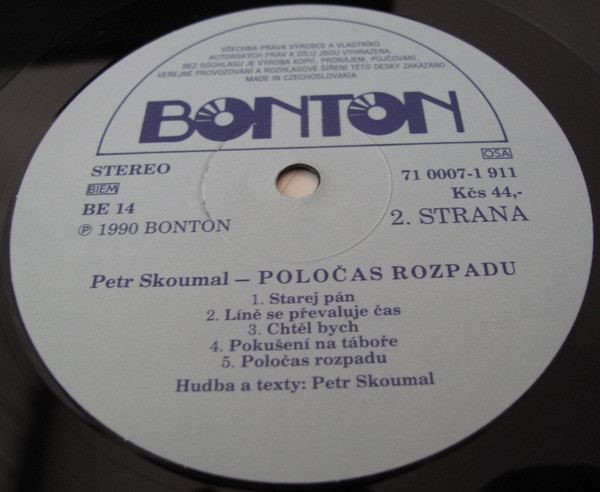 VŠECHNA PRÁVA VÝROBCE A VLASTNÍKŮ
AUTORSKÝCH PRÁV K DÍLU JSOU VYHRAZENA.
BEZ SOUHLASU JE VÝROBA KOPIÍ, PRONÁJEM, PŮJČOVÁNÍ,
VEŘEJNÉ PROVOZOVÁNÍ A ROZHLASOVÉ ŠÍŘENÍ TÉTO DESKY ZAKÁZÁNO
MADE IN CZECHOSLOVAKIA
BONTON
STEREO
BIEM
BE 14
℗ 1990 BONTON
OSA
71 0007-1 911
Kčs 44,-
2. STRANA
Petr Skoumal – POLOČAS ROZPADU
1. Starej pán
2. Líně se převaluje čas
3. Chtěl bych
4. Pokušení na táboře
5. Poločas rozpadu
Hudba a texty: Petr Skoumal